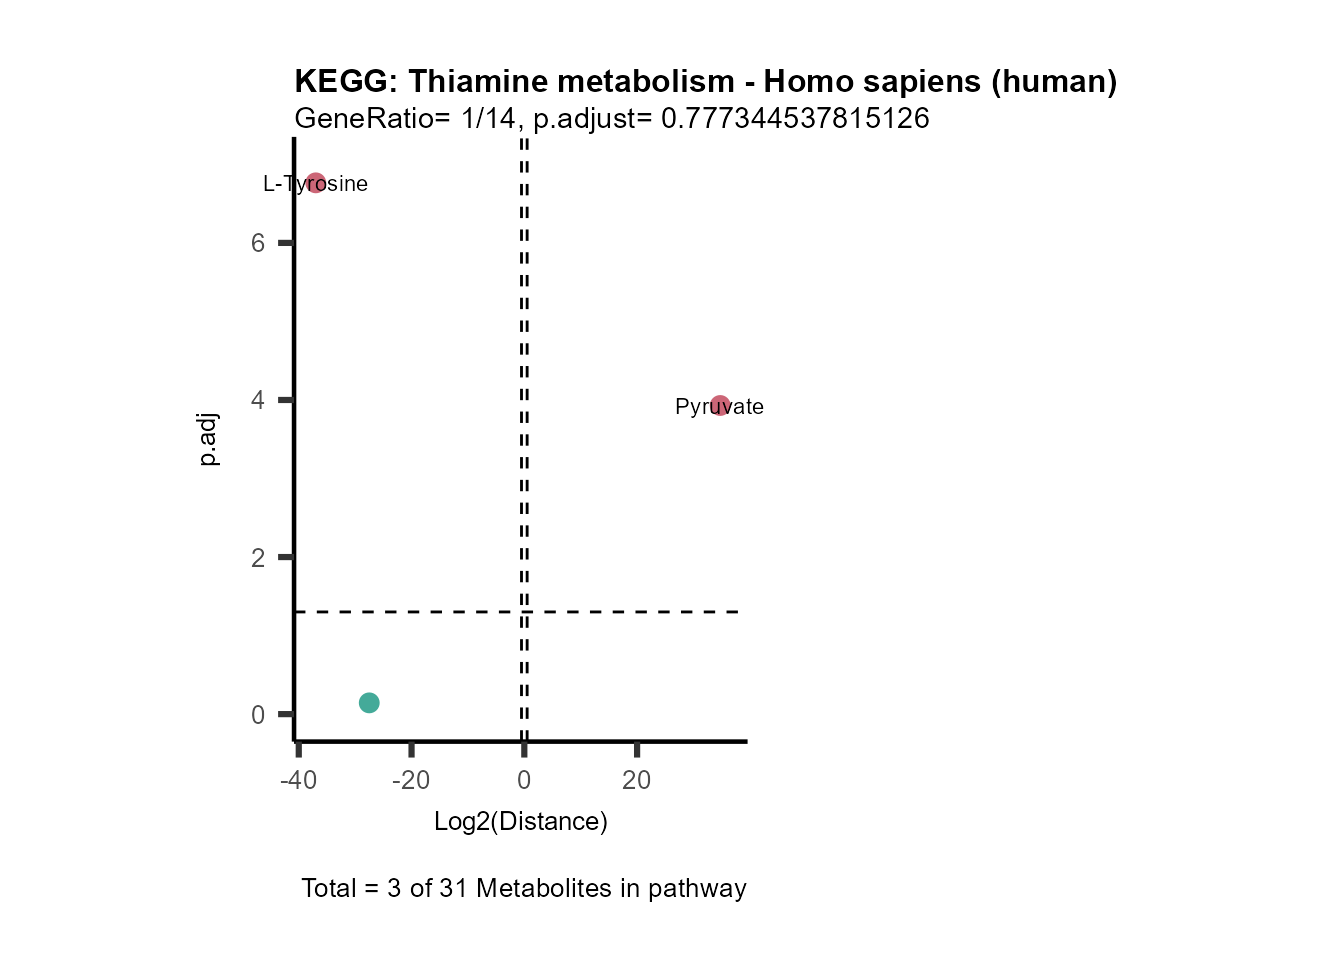 KEGG: Thiamine metabolism - Homo sapiens (human)
GeneRatio= 1/14, p.adjust= 0.777344537815126
L-Tyrosine
6
Pyruvate
4
p.adj
2
0
-40 -20 0 20
Log2(Distance)
Total = 3 of 31 Metabolites in pathway